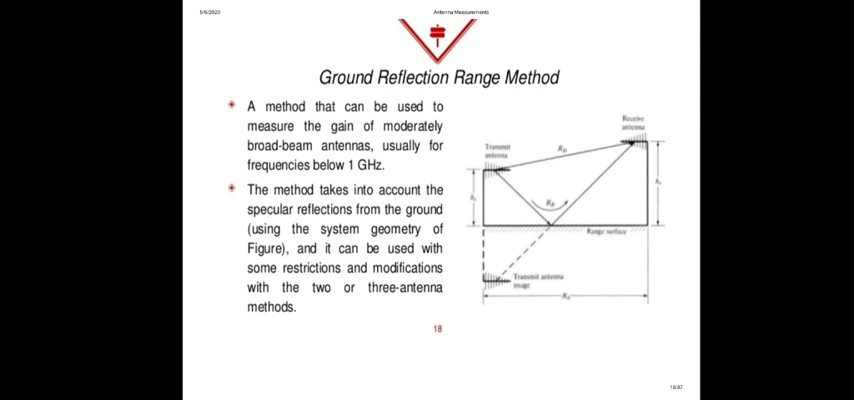 5/5/2020
Antenna Measurements
Ground Reflection Range Method
A method that can be used to
measure the gain of moderately
broad-beam antennas, usually for
frequencies below 1 GHz.
The method takes into account the
specular reflections from the ground
(using the system geometry of
Figure), and it can be used with
some restrictions and modifications
with the two or three-antenna
methods.
Receive
antenna
Transmit
antenna
R_D
h_r
R_R
Range surface
Transmit antenna
image
R_0
18
18/37